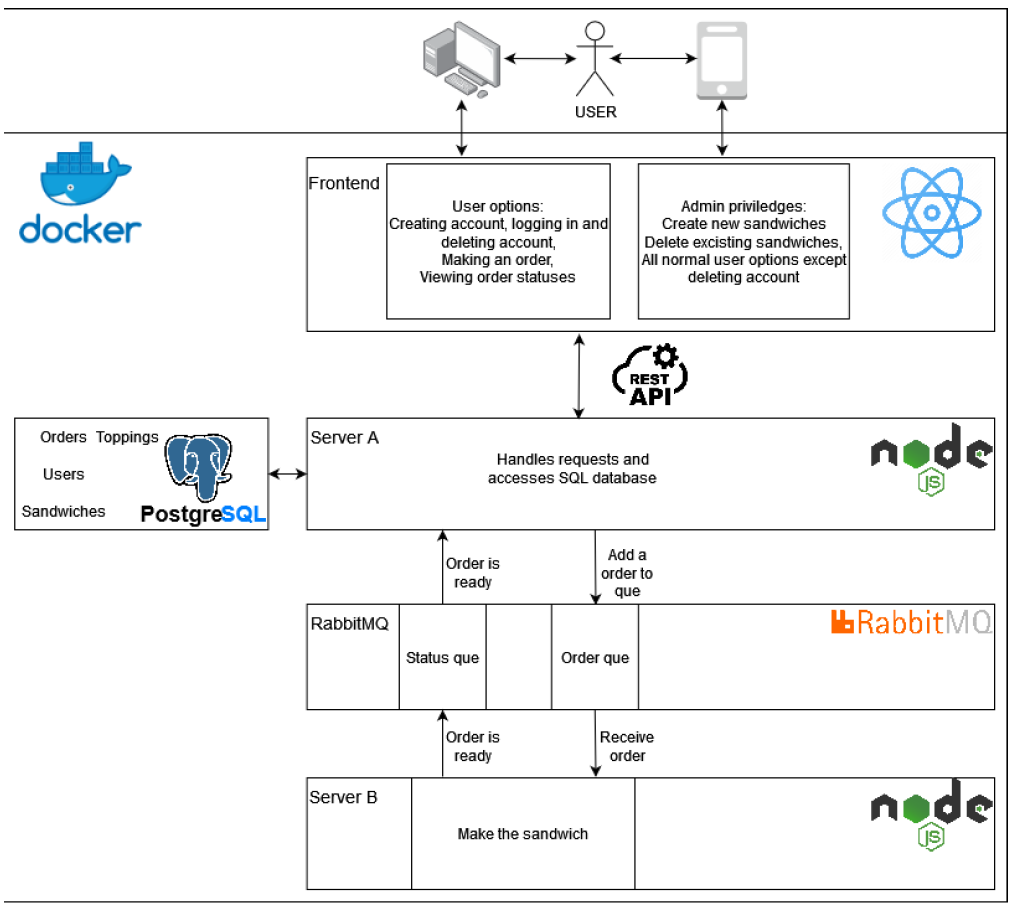 USER
docker
Frontend
User options:
Creating account, logging in and
deleting account,
Making an order,
Viewing order statuses
Admin priviledges:
Create new sandwiches
Delete excisting sandwiches,
All normal user options except
deleting account
REST
API
Orders Toppings
Users
Sandwiches
PostgreSQL
Server A
Handles requests and
accesses SQL database
node
JS
Order is
ready
Add a
order to
que
RabbitMQ
Status que
Order que
RabbitMQ
Order is
ready
Receive
order
Server B
Make the sandwich
node
JS